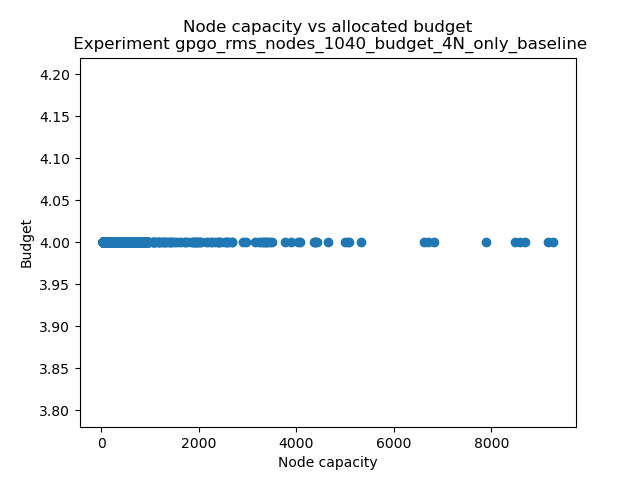 Node capacity vs allocated budget
Experiment gpgo_rms_nodes_1040_budget_4N_only_baseline
4.20
4.15
4.10
4.05
4.00
3.95
3.90
3.85
3.80
Budget
0 2000 4000 6000 8000
Node capacity